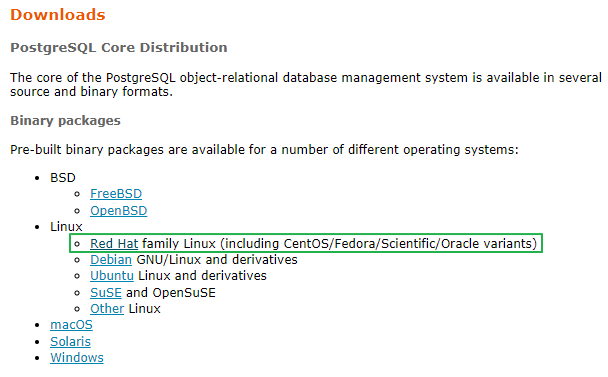 Downloads
PostgreSQL Core Distribution
The core of the PostgreSQL object-relational database management system is available in several
source and binary formats.
Binary packages
Pre-built binary packages are available for a number of different operating systems:
BSD
FreeBSD
OpenBSD
Linux
Red Hat family Linux (including CentOS/Fedora/Scientific/Oracle variants)
Debian GNU/Linux and derivatives
Ubuntu Linux and derivatives
SuSE and OpenSuSE
Other Linux
macOS
Solaris
Windows